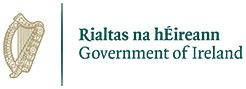 Rialtas na hÉireann
Government of Ireland